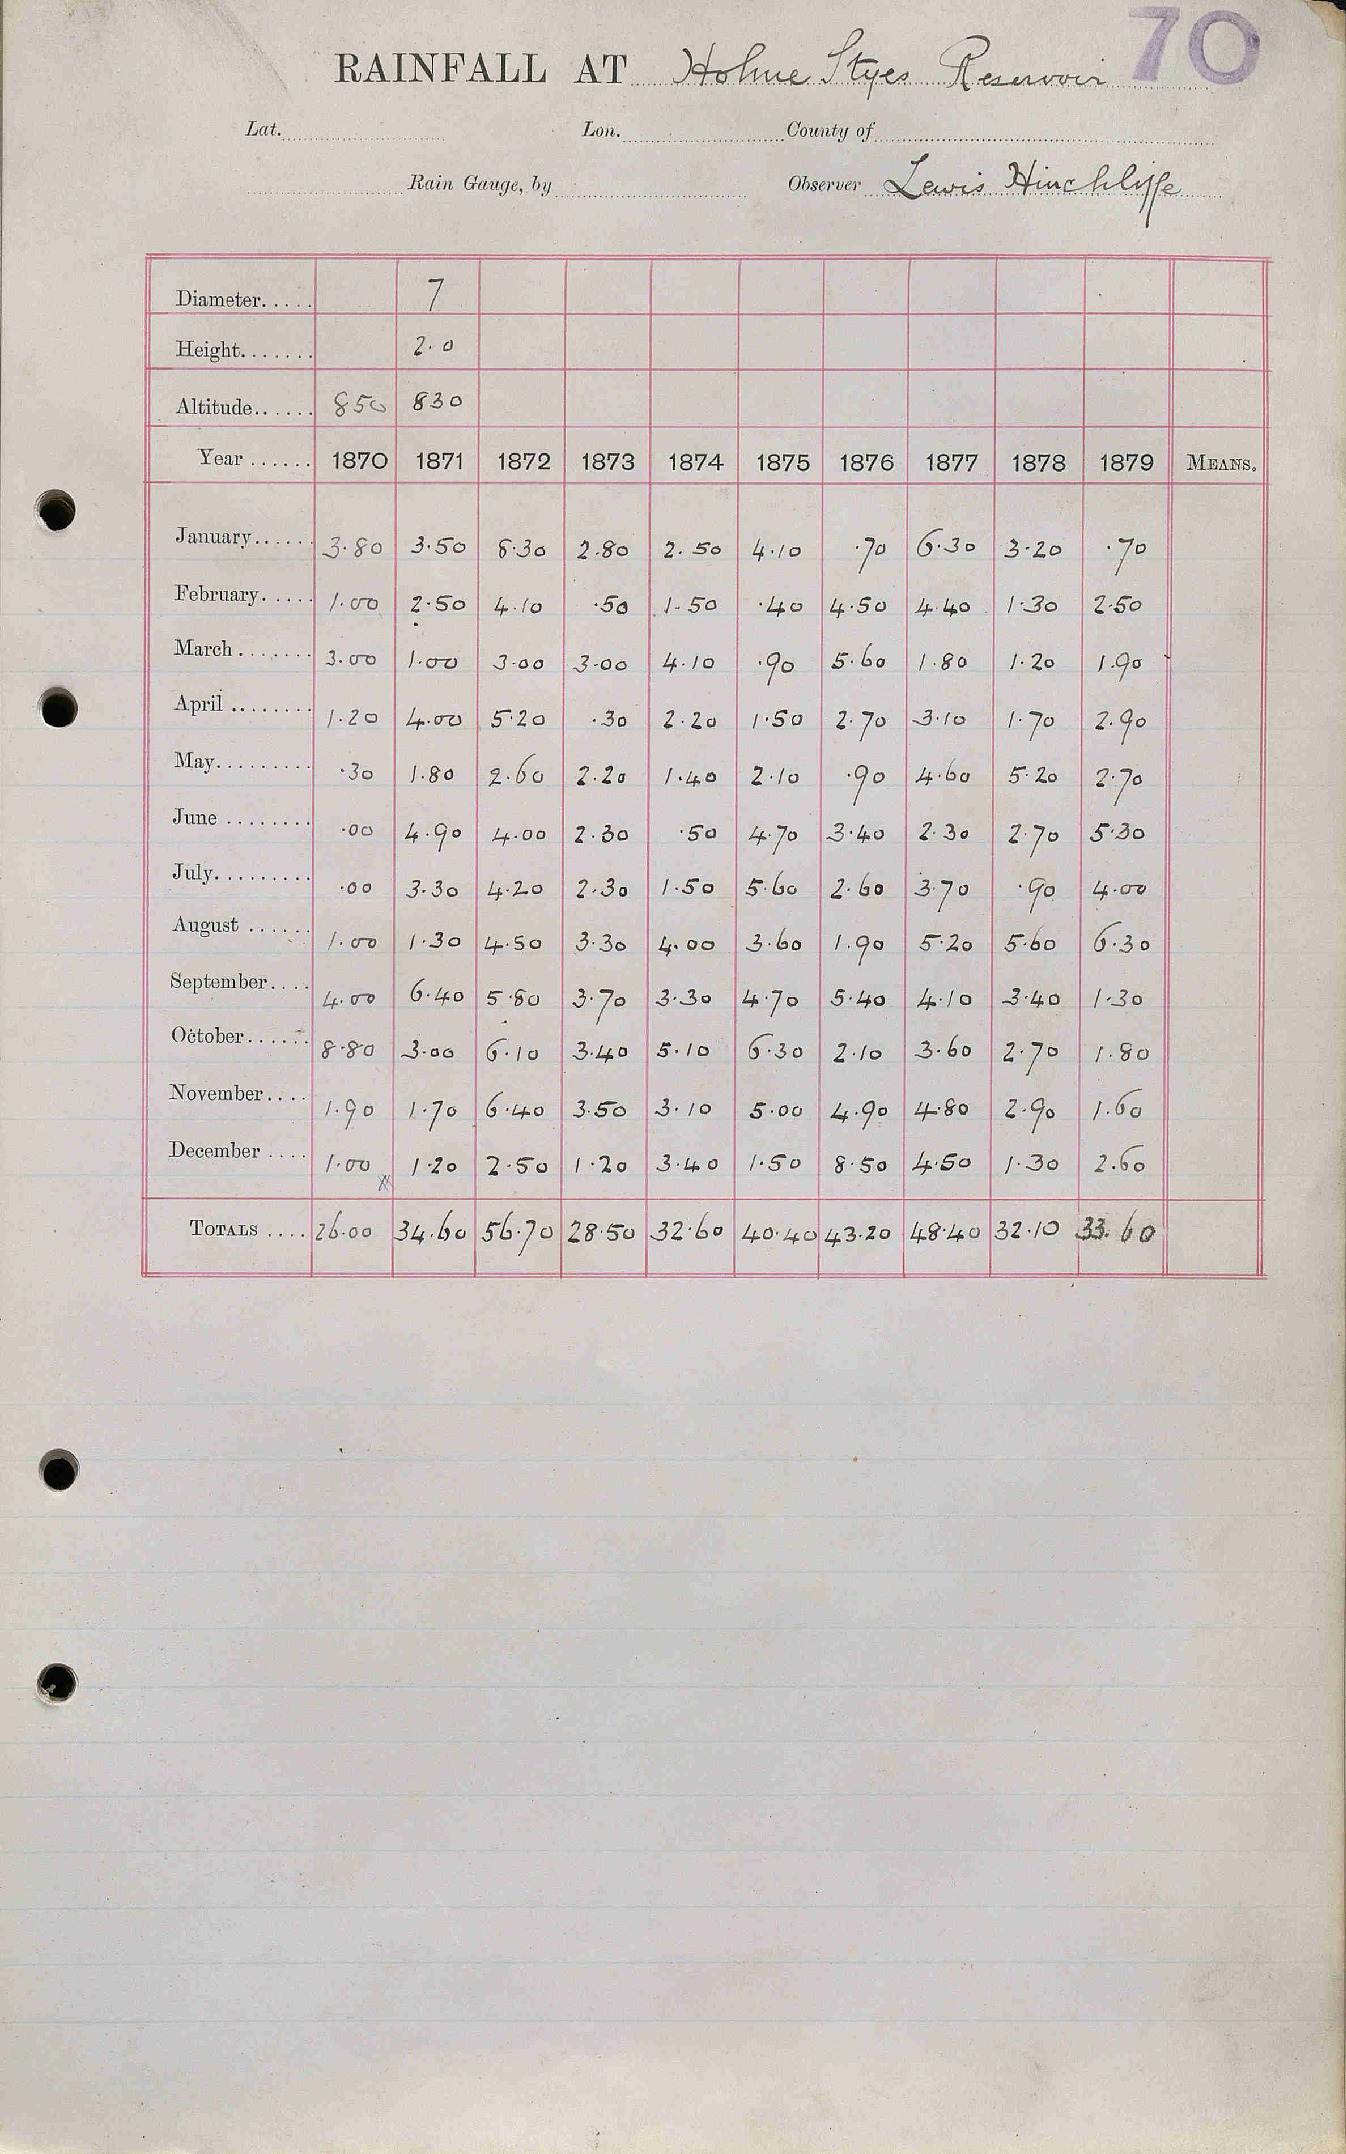 70
RAINFALL AT Holme Styes Reservoir
Lat. Lon. County of
Rain Gauge, by Observer Lewis Hinchliffe
Diameter..... 7
Height....... 2.0
Altitude...... 850 830
Year ...... 1870 1871 1872 1873 1874 1875 1876 1877 1878 1879 MEANS.
January...... 3.80 3.50 8.30 2.80 2.50 4.10 .70 6.30 3.20 .70
February..... 1.00 2.50 4.10 .50 1.50 .40 4.50 4.40 1.30 2.50
March ....... 3.00 1.00 3.00 3.00 4.10 .90 5.60 1.80 1.20 1.90
April ........ 1.20 4.00 5.20 .30 2.20 1.50 2.70 3.10 1.70 2.90
May......... .30 1.80 2.60 2.20 1.40 2.10 .90 4.60 5.20 2.70
June ........ .00 4.90 4.00 2.30 .50 4.70 3.40 2.30 2.70 5.30
July......... .00 3.30 4.20 2.30 1.50 5.60 2.60 3.70 .90 4.00
August ...... 1.00 1.30 4.50 3.30 4.00 3.60 1.90 5.20 5.60 6.30
September.... 4.00 6.40 5.80 3.70 3.30 4.70 5.40 4.10 3.40 1.30
October...... 8.80 3.00 6.10 3.40 5.10 6.30 2.10 3.60 2.70 1.80
November.... 1.90 1.70 6.40 3.50 3.10 5.00 4.90 4.80 2.90 1.60
December .... 1.00 1.20 2.50 1.20 3.40 1.50 8.50 4.50 1.30 2.60
TOTALS .... 26.00 34.60 56.70 28.50 32.60 40.40 43.20 48.40 32.10 33.60